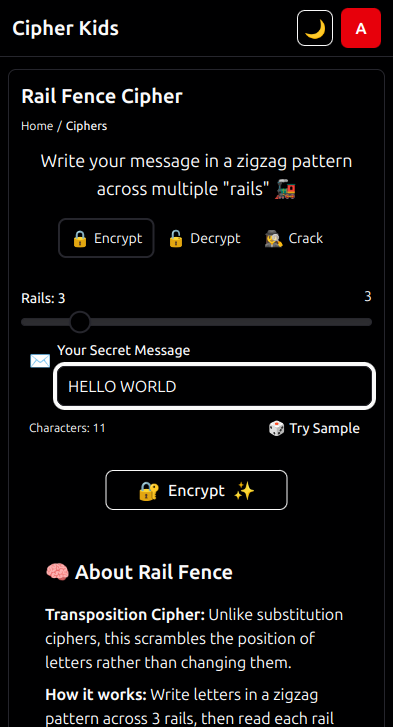 Cipher Kids
A
Rail Fence Cipher
Home / Ciphers
Write your message in a zigzag pattern
across multiple "rails" 🚂
🔒 Encrypt
🔓 Decrypt
🕵️ Crack
Rails: 3
3
✉️ Your Secret Message
HELLO WORLD
Characters: 11
🎲 Try Sample
🔐 Encrypt ✨
🧠 About Rail Fence
Transposition Cipher: Unlike substitution
ciphers, this scrambles the position of
letters rather than changing them.
How it works: Write letters in a zigzag
pattern across 3 rails, then read each rail